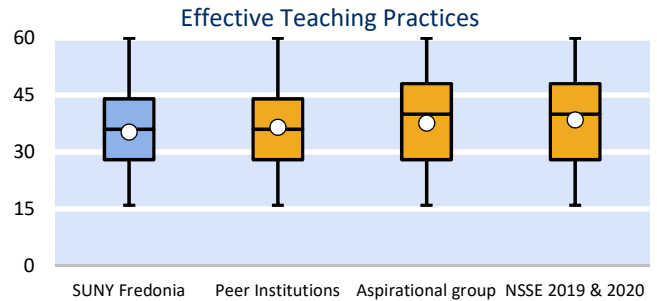 Effective Teaching Practices
60
45
30
15
0
SUNY Fredonia Peer Institutions Aspirational group NSSE 2019 & 2020